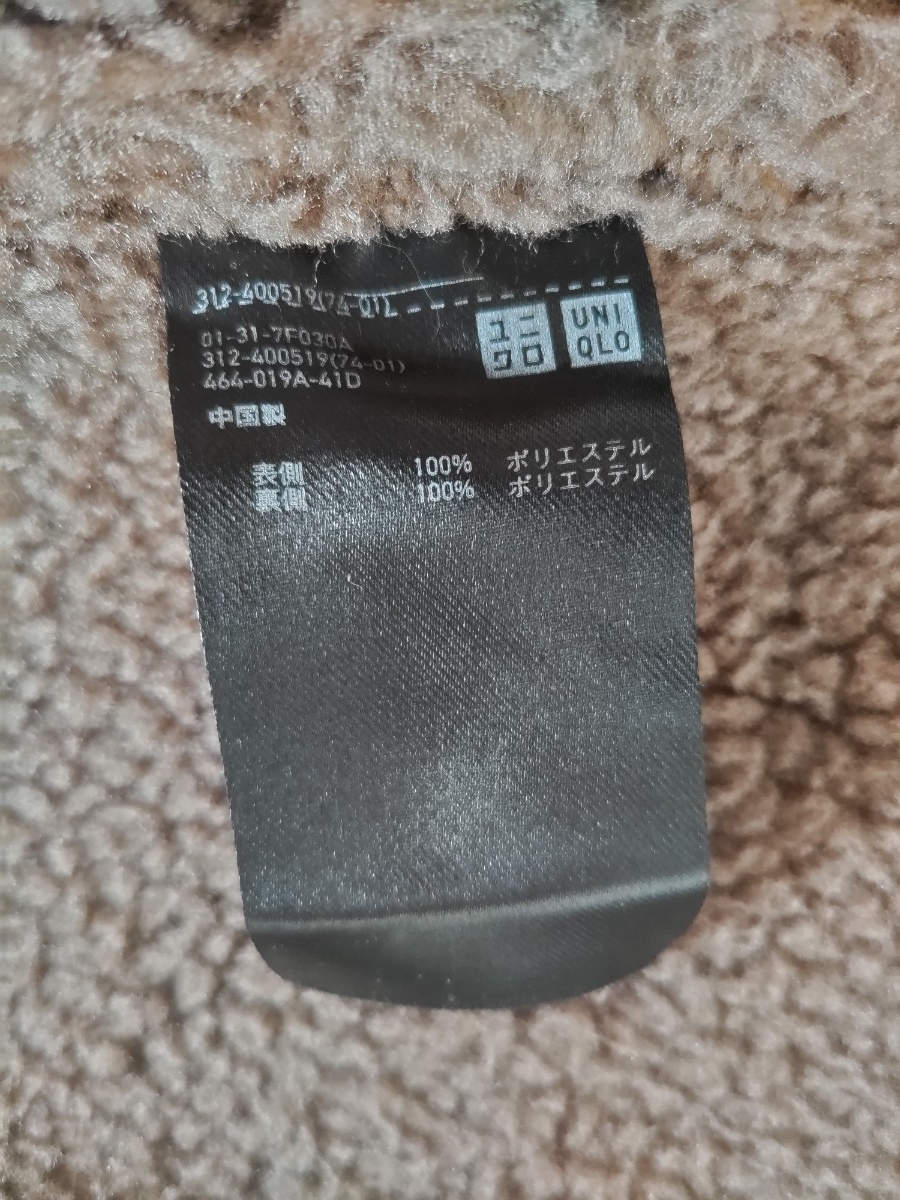 312-400519(74-01)
ユニクロ
UNIQLO
01-31-7F030A
312-400519(74-01)
464-019A-41D
中国製
表側 100% ポリエステル
裏側 100% ポリエステル